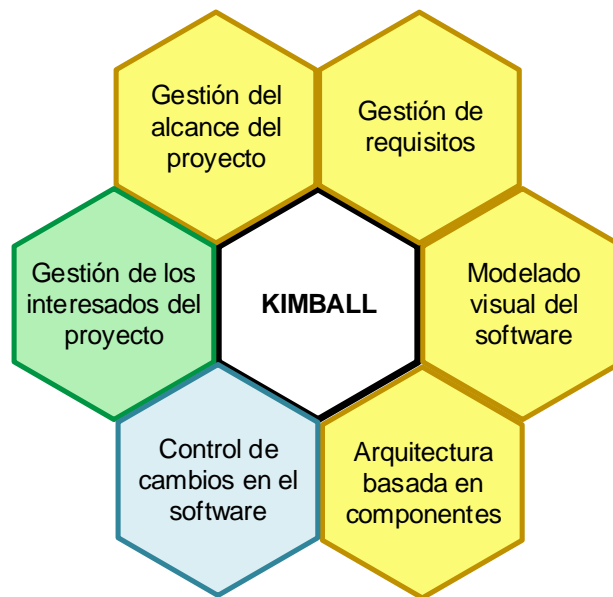 Gestión del
alcance del
proyecto
Gestión de
requisitos
Gestión de los
interesados del
proyecto
KIMBALL
Modelado
visual del
software
Control de
cambios en el
software
Arquitectura
basada en
componentes